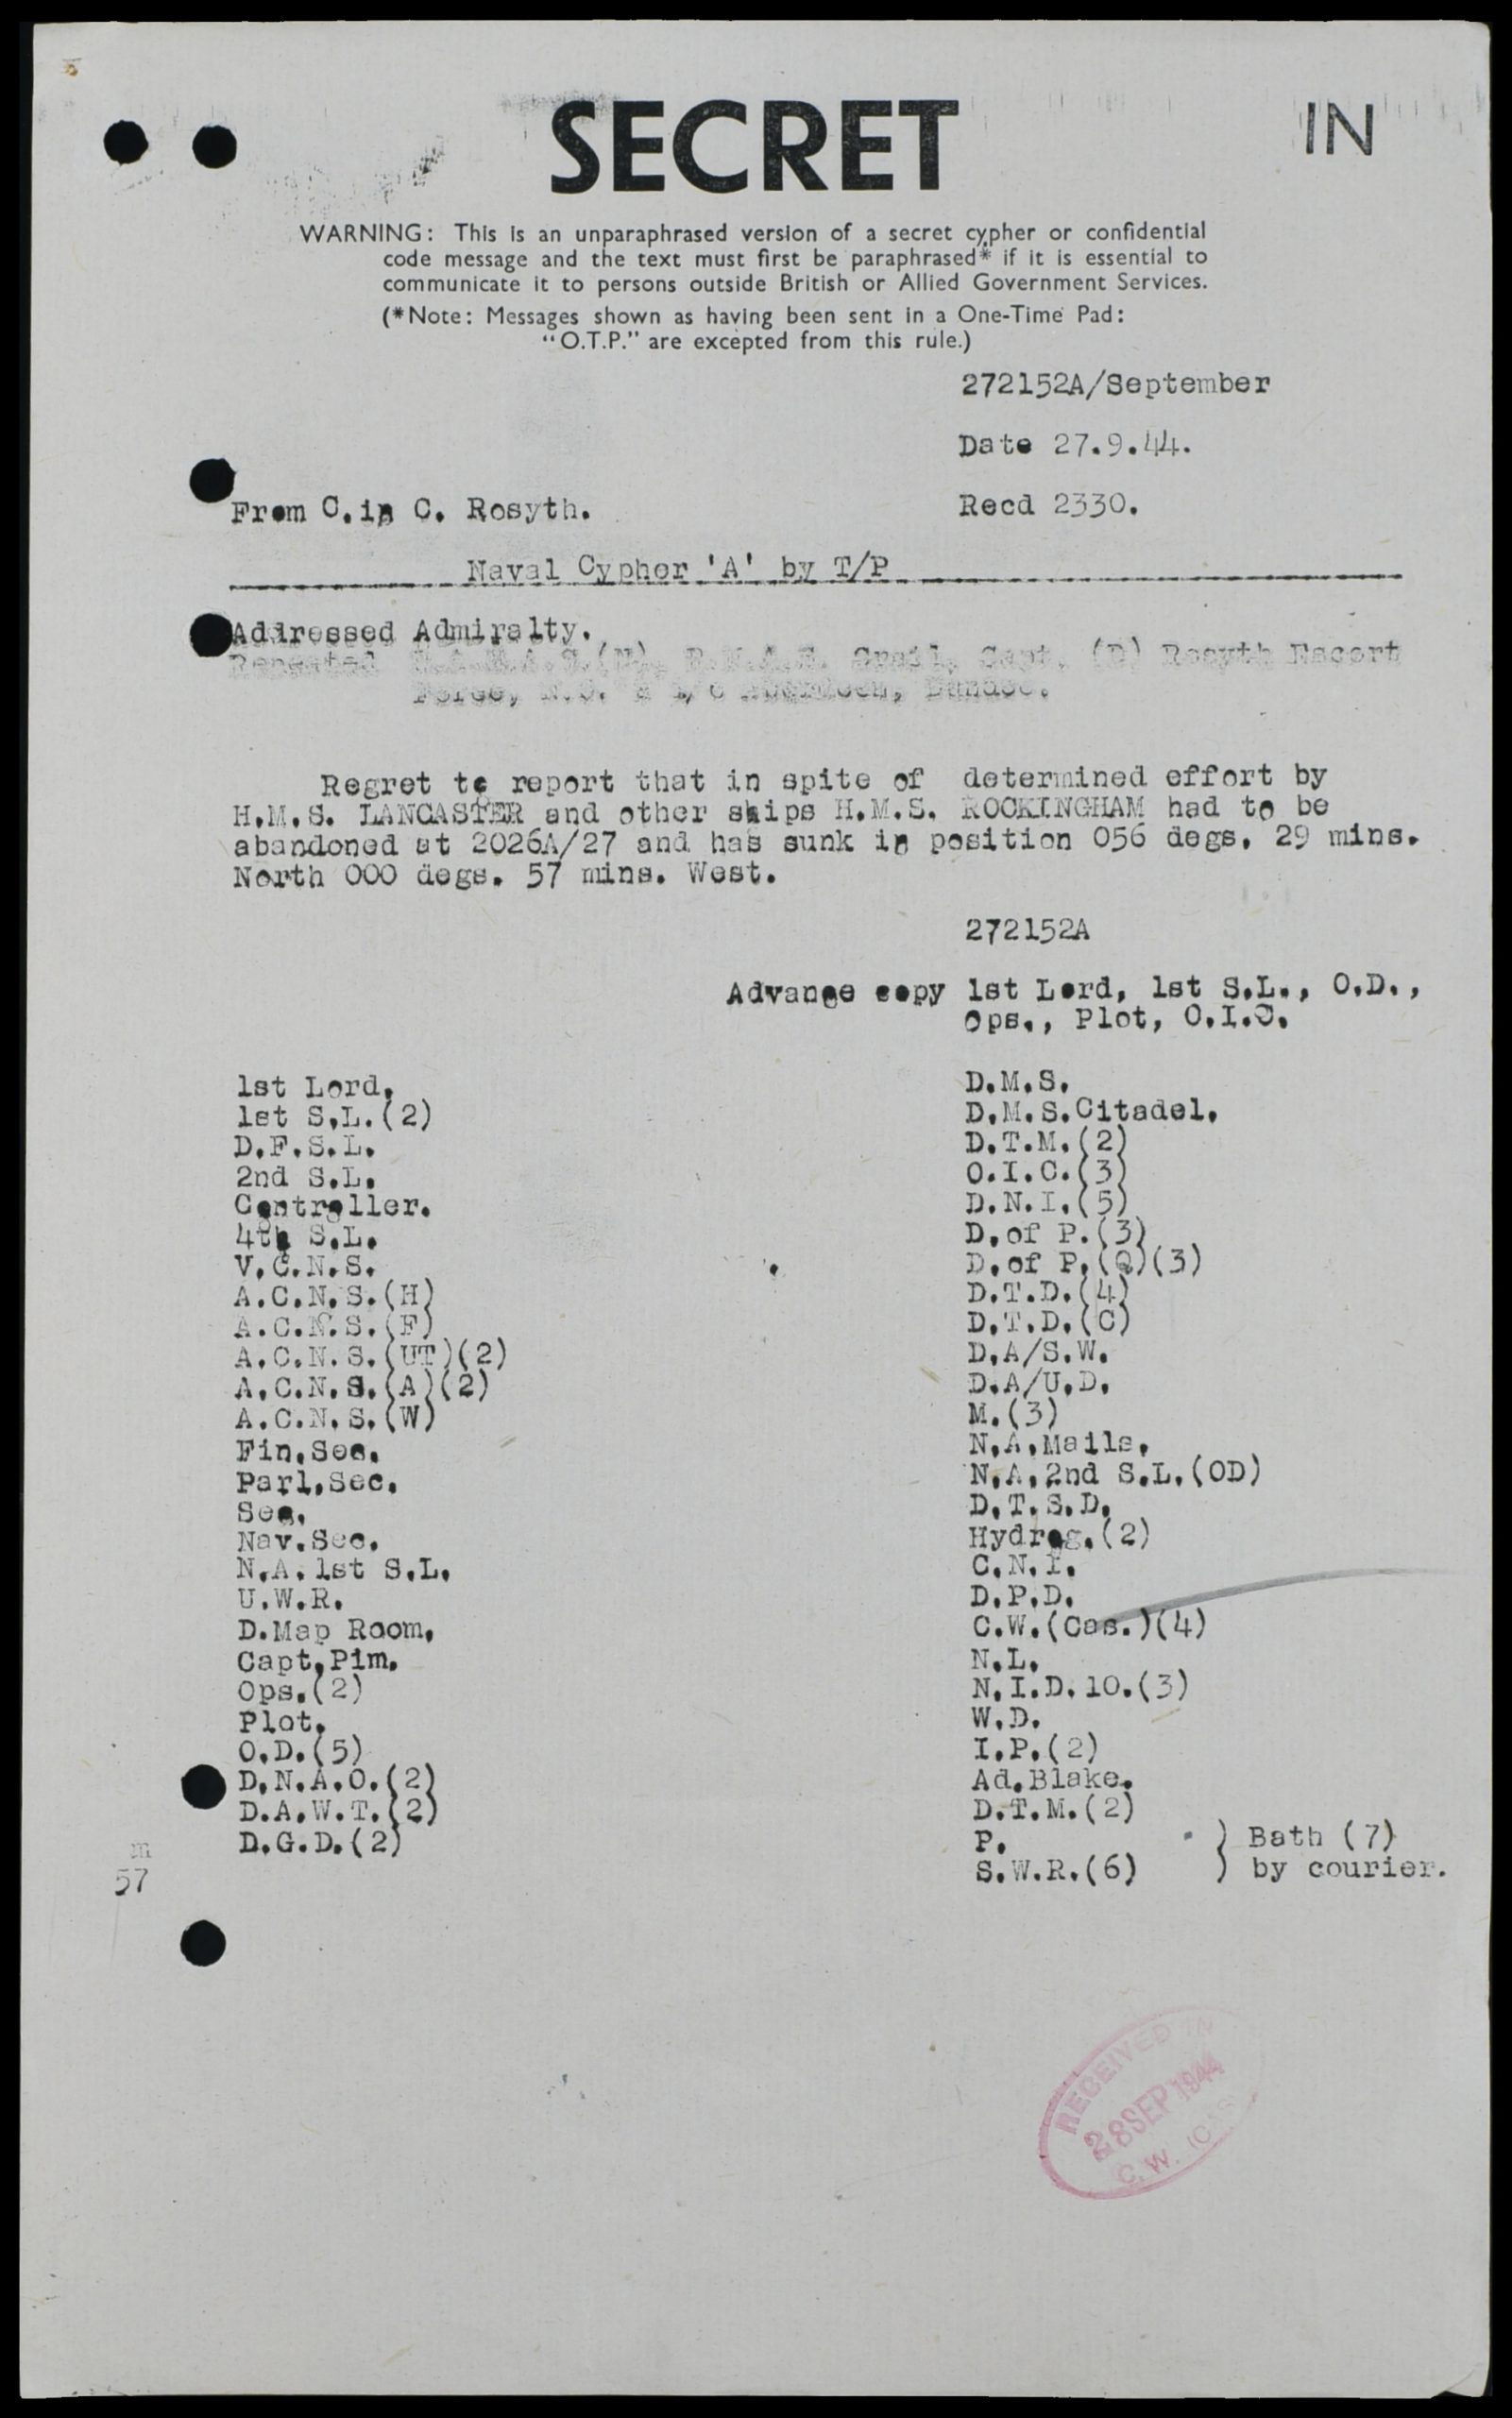 SECRET
IN
WARNING: This is an unparaphrased version of a secret cypher or confidential
code message and the text must first be paraphrased* if it is essential to
communicate it to persons outside British or Allied Government Services.
(*Note: Messages shown as having been sent in a One-Time Pad:
"O.T.P." are excepted from this rule.)
272152A/September
Date 27.9.44.
From C.in C. Rosyth.
Recd 2330.
Naval Cypher 'A' by T/P
Addressed Admiralty.
Repeated Capt. (D) Rosyth Escort
Force, Aberdeen, Dundee.
Regret to report that in spite of determined effort by
H.M.S. LANCASTER and other ships H.M.S. ROCKINGHAM had to be
abandoned at 2026A/27 and has sunk in position 056 degs. 29 mins.
North 000 degs. 57 mins. West.
272152A
Advance copy 1st Lord, 1st S.L., O.D.,
Ops., Plot, O.I.C.
1st Lord.
1st S.L.(2)
D.F.S.L.
2nd S.L.
Controller.
4th S.L.
V.C.N.S.
A.C.N.S.(H)
A.C.N.S.(F)
A.C.N.S.(UT)(2)
A.C.N.S.(A)(2)
A.C.N.S.(W)
Fin.Sec.
Parl.Sec.
Sec.
Nav.Sec.
N.A. 1st S.L.
U.W.R.
D.Map Room.
Capt.Pim.
Ops.(2)
Plot.
O.D.(5)
D.N.A.O.(2)
D.A.W.T.(2)
D.G.D.(2)
D.M.S.
D.M.S.Citadel.
D.T.M.(2)
O.I.C.(3)
D.N.I.(5)
D.of P.(3)
D.of P.(Q)(3)
D.T.D.(4)
D.T.D.(C)
D.A/S.W.
D.A/U.D.
M.(3)
N.A.Mails.
N.A.2nd S.L.(OD)
D.T.S.D.
Hydrog.(2)
C.N.I.
D.P.D.
C.W.(Cas.)(4)
N.L.
N.I.D.10.(3)
W.D.
I.P.(2)
Ad.Blake.
D.T.M.(2)
P. ) Bath (7)
S.W.R.(6) ) by courier.
m
57
RECEIVED IN
28 SEP 1944
C.W.